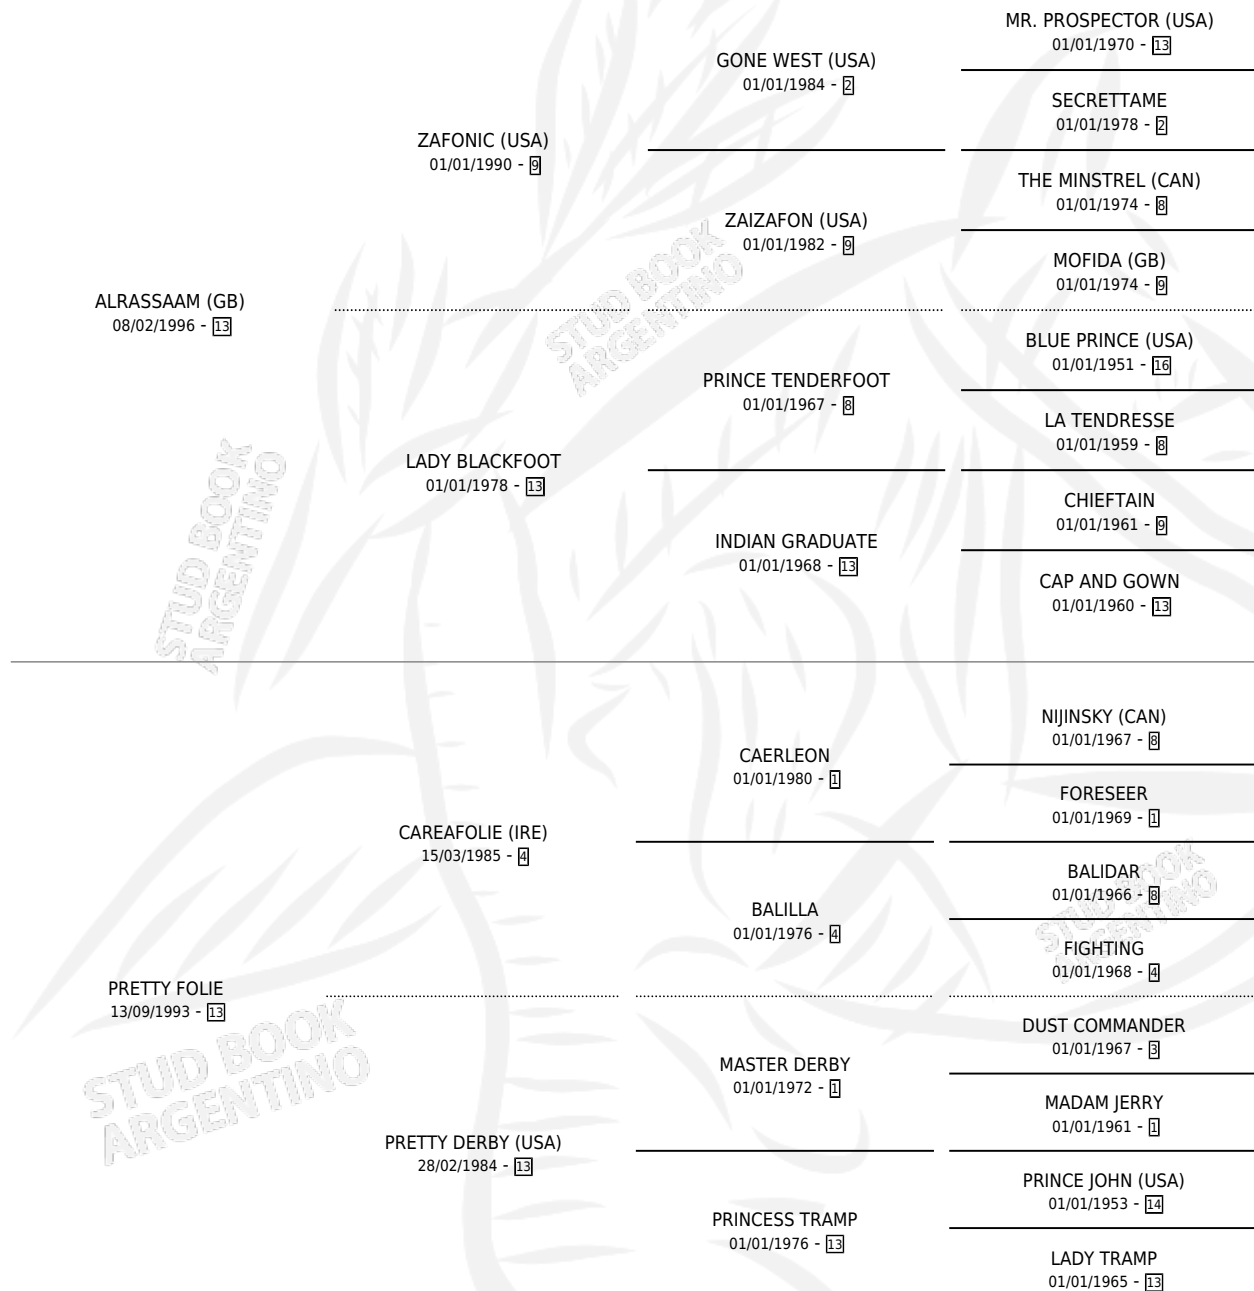 MR. PROSPECTOR (USA)
01/01/1970 - 13
GONE WEST (USA)
01/01/1984 - 2
SECRETTAME
01/01/1978 - 2
ZAFONIC (USA)
01/01/1990 - 9
THE MINSTREL (CAN)
01/01/1974 - 8
ZAIZAFON (USA)
01/01/1982 - 9
MOFIDA (GB)
01/01/1974 - 9
ALRASSAAM (GB)
08/02/1996 - 13
BLUE PRINCE (USA)
01/01/1951 - 16
PRINCE TENDERFOOT
01/01/1967 - 8
LA TENDRESSE
01/01/1959 - 8
LADY BLACKFOOT
01/01/1978 - 13
CHIEFTAIN
01/01/1961 - 9
INDIAN GRADUATE
01/01/1968 - 13
CAP AND GOWN
01/01/1960 - 13
NIJINSKY (CAN)
01/01/1967 - 8
CAERLEON
01/01/1980 - 1
FORESEER
01/01/1969 - 1
CAREAFOLIE (IRE)
15/03/1985 - 4
BALIDAR
01/01/1966 - 8
BALILLA
01/01/1976 - 4
FIGHTING
01/01/1968 - 4
PRETTY FOLIE
13/09/1993 - 13
DUST COMMANDER
01/01/1967 - 3
MASTER DERBY
01/01/1972 - 1
MADAM JERRY
01/01/1961 - 1
PRETTY DERBY (USA)
28/02/1984 - 13
PRINCE JOHN (USA)
01/01/1953 - 14
PRINCESS TRAMP
01/01/1976 - 13
LADY TRAMP
01/01/1965 - 13
STUD BOOK
ARGENTINO
STUD BOOK
ARGENTINO
STUD BOOK
ARGENTINO
STUD BOOK
ARGENTINO